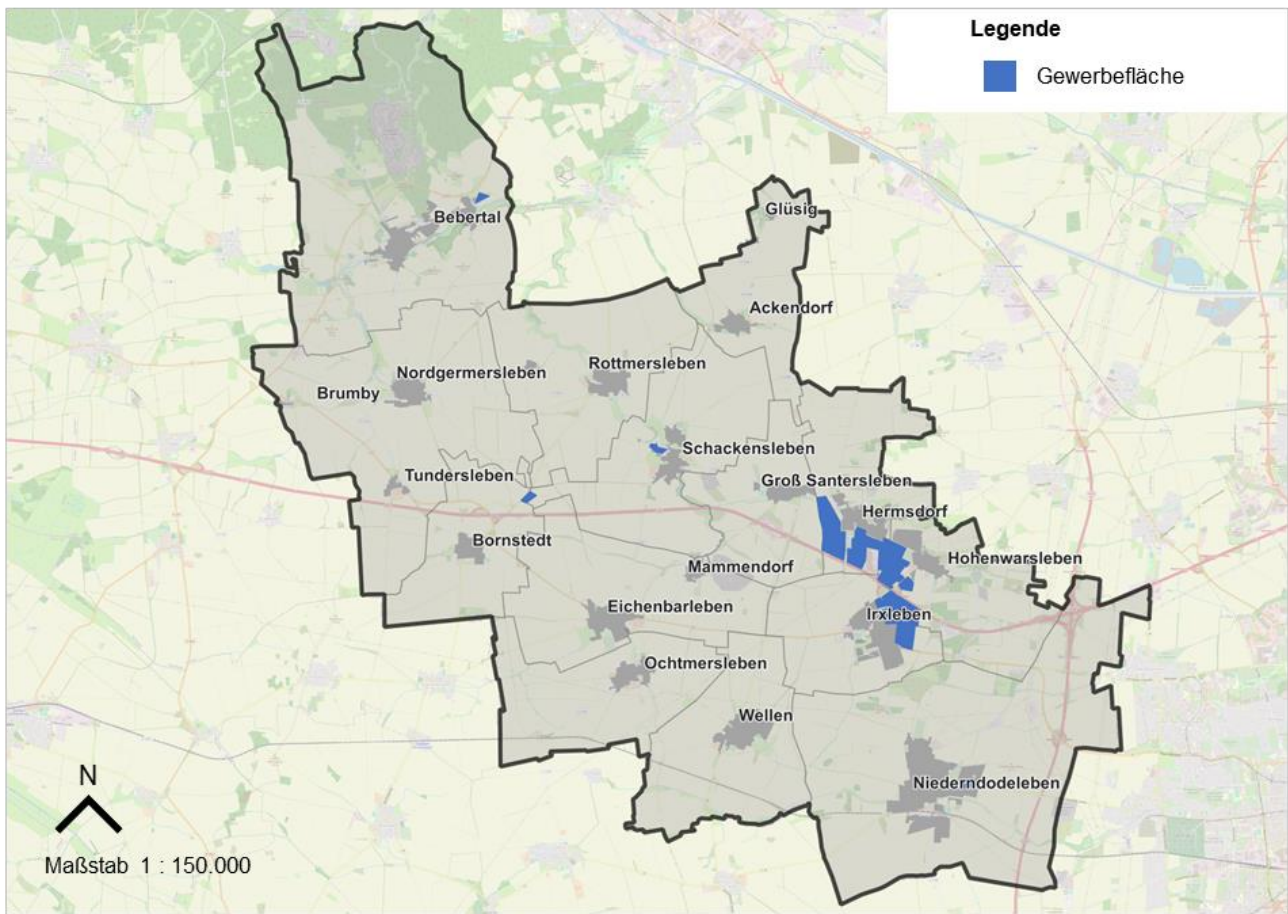 Legende
Gewerbefläche
Glüsig
Bebertal
Ackendorf
Rottmersleben
Nordgermersleben
Brumby
Schackensleben
Tundersleben
Groß Santersleben
Hermsdorf
Bornstedt
Hohenwarsleben
Mammendorf
Eichenbarleben
Irxleben
Ochtmersleben
Wellen
Niederndodeleben
N
Maßstab 1 : 150.000